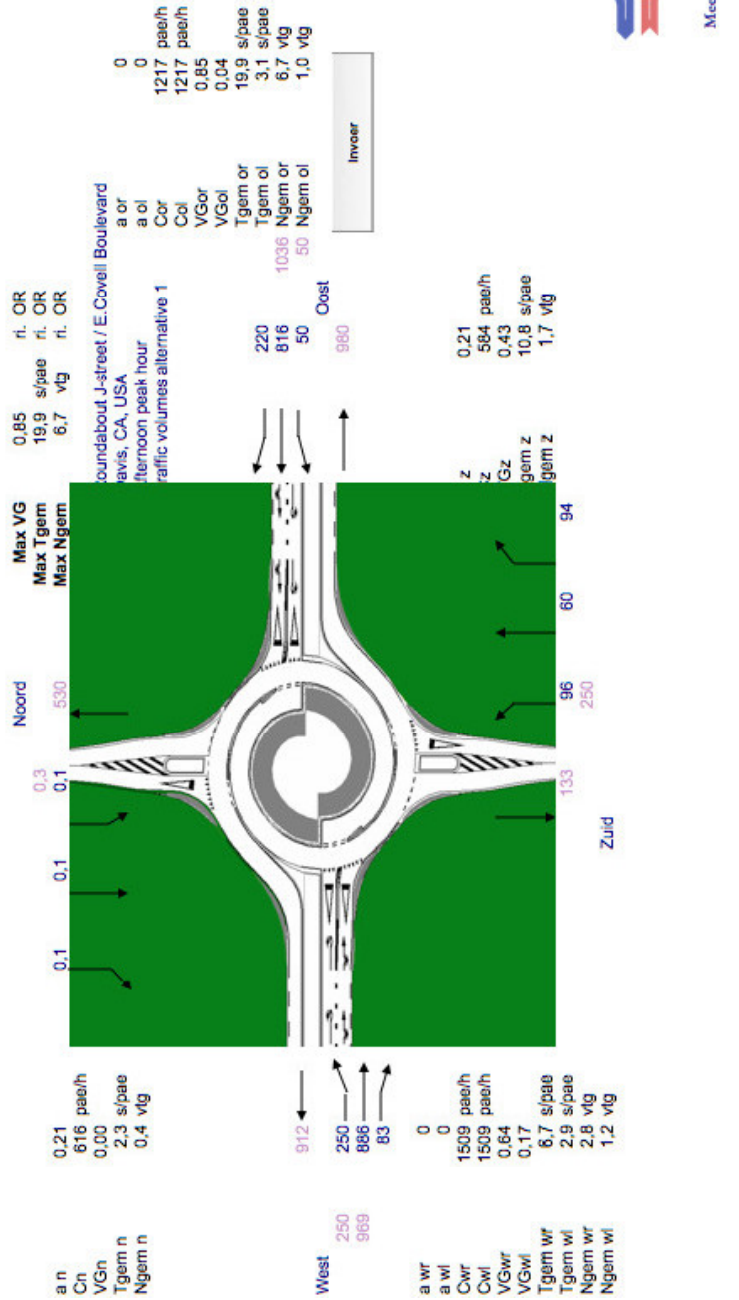 Noord
Max VG 0,85 ri. OR
Max Tgem 19,9 s/pae ri. OR
Max Ngem 6,7 vtg ri. OR
0,3 530
0,1 0,1 0,1
a n 0,21
Cn 616 pae/h
VGn 0,00
Tgem n 2,3 s/pae
Ngem n 0,4 vtg
oundabout J-street / E.Covell Boulevard
avis, CA, USA
fternoon peak hour
raffic volumes alternative 1
a or 0
a ol 0
Cor 1217 pae/h
Col 1217 pae/h
VGor 0,85
VGol 0,04
Tgem or 19,9 s/pae
Tgem ol 3,1 s/pae
Ngem or 6,7 vtg
Ngem ol 1,0 vtg
220
816 1036
50 50
Oost
980
Invoer
912
West
250 250
969 886
83
a wr 0
a wl 0
Cwr 1509 pae/h
Cwl 1509 pae/h
VGwr 0,64
VGwl 0,17
Tgem wr 6,7 s/pae
Tgem wl 2,9 s/pae
Ngem wr 2,8 vtg
Ngem wl 1,2 vtg
z 0,21
z 584 pae/h
Gz 0,43
gem z 10,8 s/pae
gem z 1,7 vtg
96 60 94
133 250
Zuid
Mee